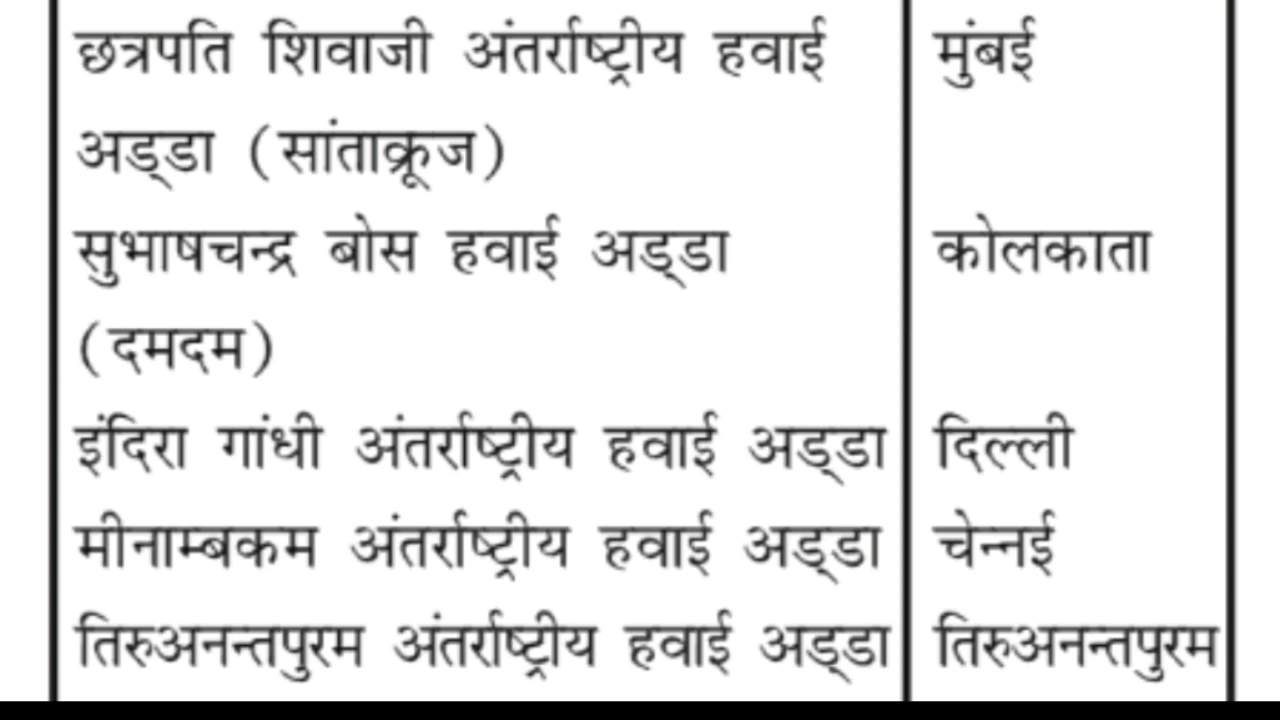 छत्रपति शिवाजी अंतर्राष्ट्रीय हवाई मुंबई
अड्डा (सांताक्रूज)
सुभाषचन्द्र बोस हवाई अड्डा कोलकाता
(दमदम)
इंदिरा गांधी अंतर्राष्ट्रीय हवाई अड्डा दिल्ली
मीनाम्बकम अंतर्राष्ट्रीय हवाई अड्डा चेन्नई
तिरुअनन्तपुरम अंतर्राष्ट्रीय हवाई अड्डा तिरुअनन्तपुरम